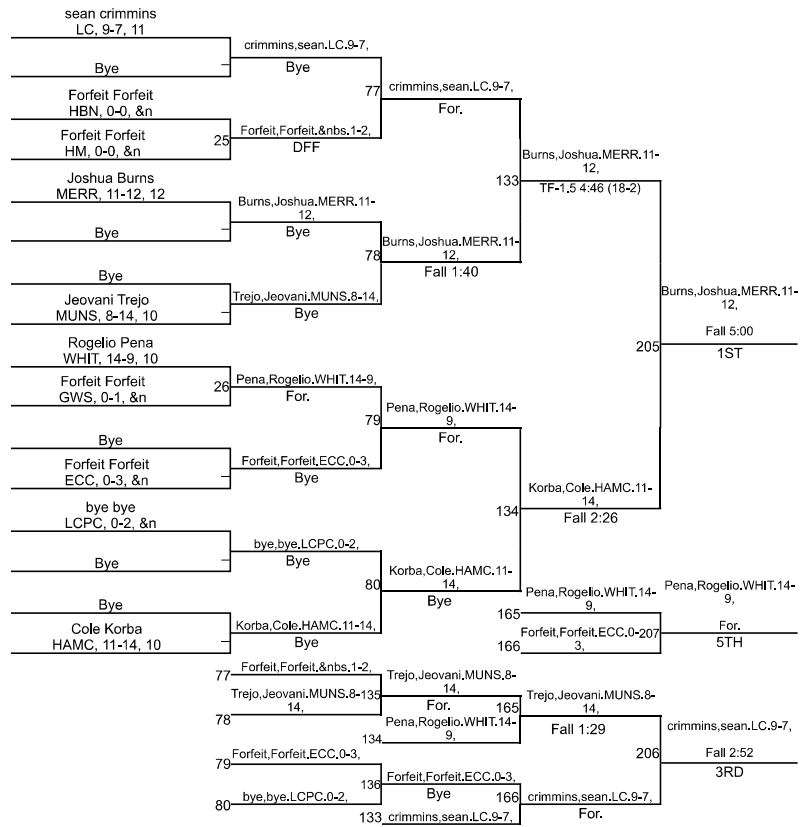 sean crimmins
LC, 9-7, 11
crimmins,sean.LC.9-7,
Bye
Bye
77
crimmins,sean.LC.9-7,
For.
Forfeit Forfeit
HBN, 0-0, &n
25
Forfeit,Forfeit.&nbs.1-2,
DFF
Forfeit Forfeit
HM, 0-0, &n
133
Burns,Joshua.MERR.11-
12,
TF-1.5 4:46 (18-2)
Joshua Burns
MERR, 11-12, 12
Burns,Joshua.MERR.11-
12,
Bye
Bye
78
Burns,Joshua.MERR.11-
12,
Fall 1:40
Bye
Trejo,Jeovani.MUNS.8-14,
Bye
Jeovani Trejo
MUNS, 8-14, 10
205
Burns,Joshua.MERR.11-
12,
Fall 5:00
1ST
Rogelio Pena
WHIT, 14-9, 10
26
Pena,Rogelio.WHIT.14-9,
For.
Forfeit Forfeit
GWS, 0-1, &n
79
Pena,Rogelio.WHIT.14-
9,
For.
Bye
Forfeit,Forfeit.ECC.0-3,
Bye
Forfeit Forfeit
ECC, 0-3, &n
134
Korba,Cole.HAMC.11-
14,
Fall 2:26
bye bye
LCPC, 0-2, &n
bye,bye.LCPC.0-2,
Bye
Bye
80
Korba,Cole.HAMC.11-
14,
Bye
Bye
Korba,Cole.HAMC.11-14,
Bye
Cole Korba
HAMC, 11-14, 10
165
Pena,Rogelio.WHIT.14-
9,
166
Forfeit,Forfeit.ECC.0-
3,
207
Pena,Rogelio.WHIT.14-
9,
For.
5TH
77
Forfeit,Forfeit.&nbs.1-2,
78
Trejo,Jeovani.MUNS.8-
14,
135
Trejo,Jeovani.MUNS.8-
14,
For.
134
Pena,Rogelio.WHIT.14-
9,
165
Trejo,Jeovani.MUNS.8-
14,
Fall 1:29
79
Forfeit,Forfeit.ECC.0-3,
80
bye,bye.LCPC.0-2,
136
Forfeit,Forfeit.ECC.0-3,
Bye
133
crimmins,sean.LC.9-7,
166
crimmins,sean.LC.9-7,
For.
206
crimmins,sean.LC.9-7,
Fall 2:52
3RD